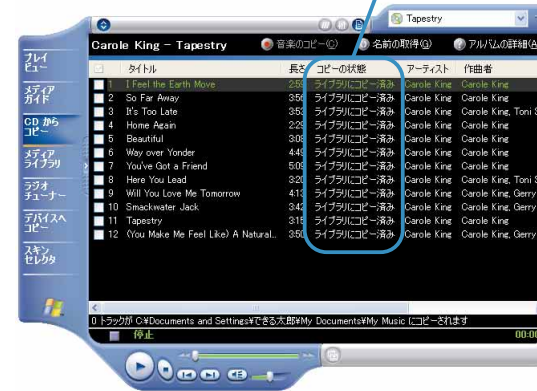 Tapestry
Carole King - Tapestry 音楽のコピー(C) 名前の取得(G) アルバムの詳細(A
プレイ
ビュー
メディア
ガイド
CD から
コピー
メディア
ライブラリ
ラジオ
チューナー
デバイスへ
コピー
スキン
セレクタ
タイトル 長さ コピーの状態 アーティスト 作曲者
1 I Feel the Earth Move 2:59 ライブラリにコピー済み Carole King Carole King
2 So Far Away 3:56 ライブラリにコピー済み Carole King Carole King
3 It's Too Late 3:53 ライブラリにコピー済み Carole King Carole King, Toni S
4 Home Again 2:29 ライブラリにコピー済み Carole King Carole King
5 Beautiful 3:08 ライブラリにコピー済み Carole King Carole King
6 Way over Yonder 4:49 ライブラリにコピー済み Carole King Carole King
7 You've Got a Friend 5:09 ライブラリにコピー済み Carole King Carole King
8 Here You Lead 3:20 ライブラリにコピー済み Carole King Carole King, Toni S
9 Will You Love Me Tomorrow 4:13 ライブラリにコピー済み Carole King Carole King, Gerry
10 Smackwater Jack 3:42 ライブラリにコピー済み Carole King Carole King, Gerry
11 Tapestry 3:15 ライブラリにコピー済み Carole King Carole King
12 (You Make Me Feel Like) A Natural... 3:50 ライブラリにコピー済み Carole King Carole King, Gerry
0 トラックが C:¥Documents and Settings¥できる太郎¥My Documents¥My Music にコピーされます
停止 00:00